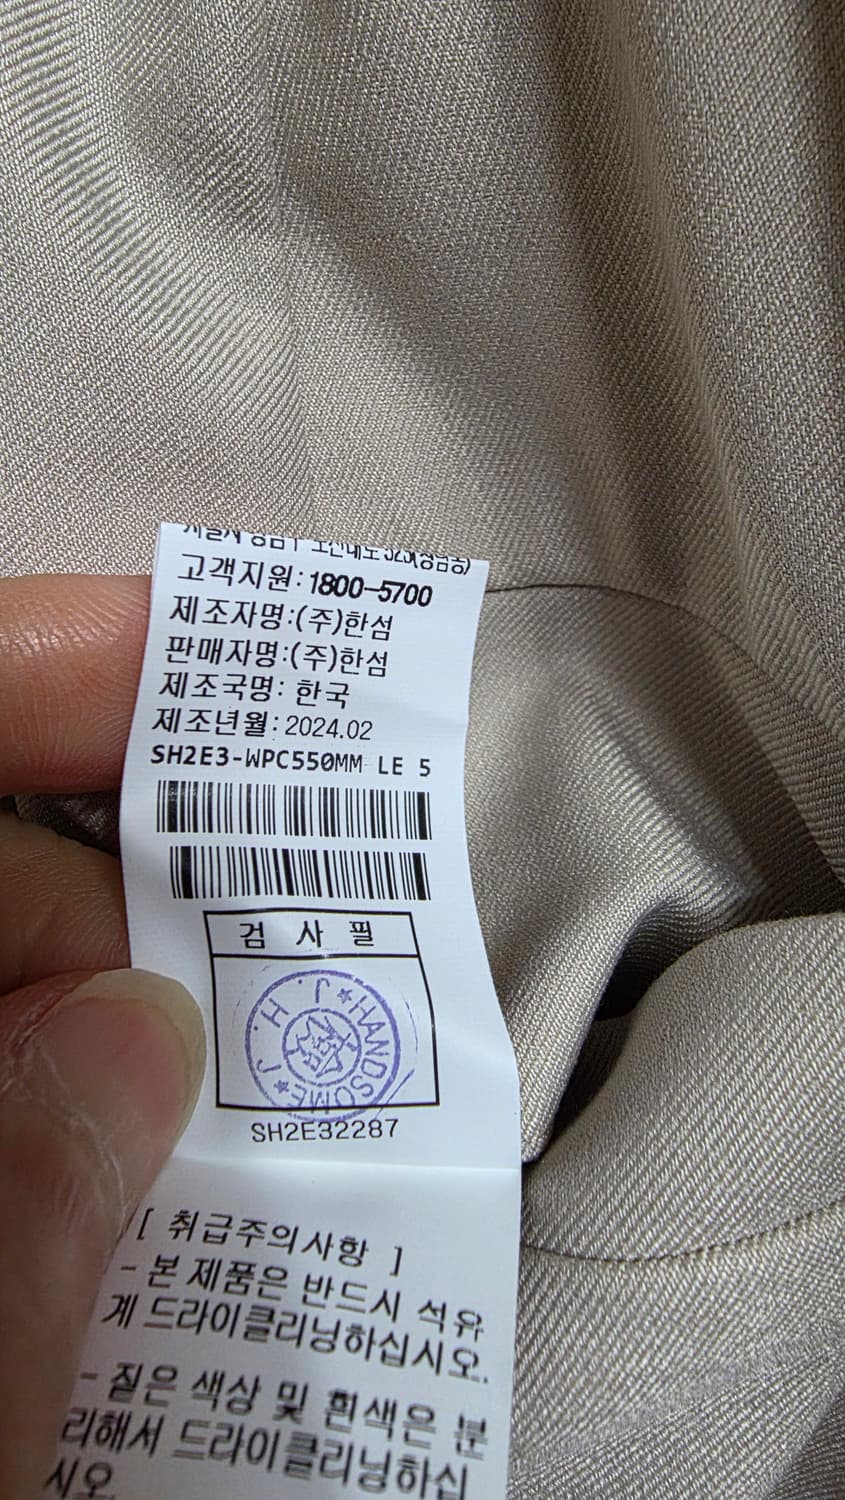 고객지원:1800-5700
제조자명:(주)한섬
판매자명:(주)한섬
제조국명: 한국
제조년월:2024.02
SH2E3-WPC550MM LE 5
검 사 필
J.H.J★HANDSOME★
SH2E32287
[ 취급주의사항 ]
- 본 제품은 반드시 석유
계 드라이클리닝하십시오.
- 짙은 색상 및 흰색은 분
리해서 드라이클리닝하십
시오.